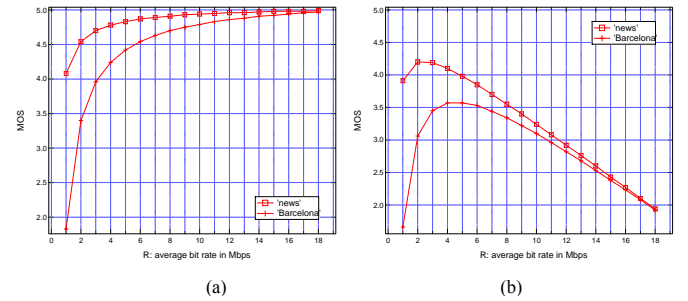 5.0
4.5
4.0
3.5
3.0
2.5
2.0
MOS
0 2 4 6 8 10 12 14 16 18
R: average bit rate in Mbps
'news'
'Barcelona'
(a)
5.0
4.5
4.0
3.5
3.0
2.5
2.0
MOS
0 2 4 6 8 10 12 14 16 18
R: average bit rate in Mbps
'news'
'Barcelona'
(b)